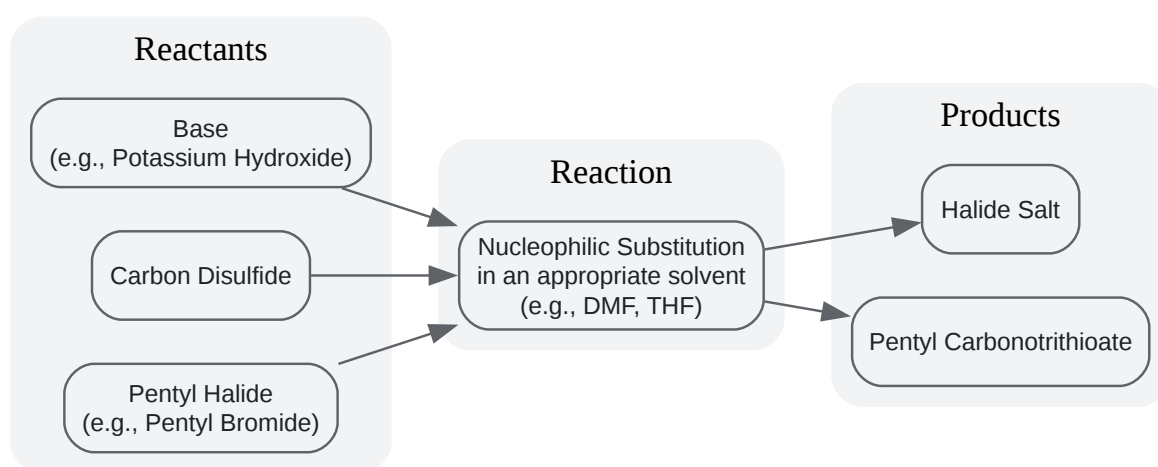 Reactants
Base
(e.g., Potassium Hydroxide)
Carbon Disulfide
Pentyl Halide
(e.g., Pentyl Bromide)
Reaction
Nucleophilic Substitution
in an appropriate solvent
(e.g., DMF, THF)
Products
Halide Salt
Pentyl Carbonotrithioate